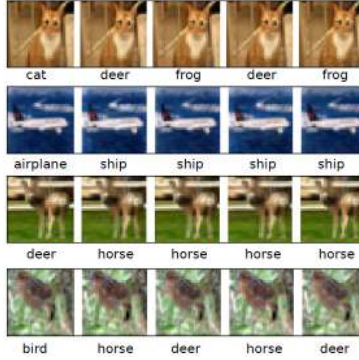 cat deer frog deer frog
airplane ship ship ship ship
deer horse horse horse horse
bird horse deer horse deer